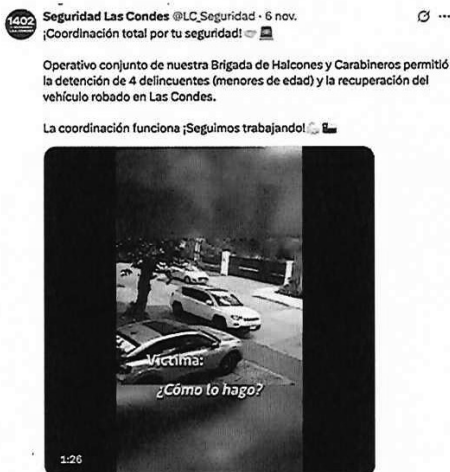 1402
Seguridad Las Condes @LC_Seguridad · 6 nov.
¡Coordinación total por tu seguridad!
Operativo conjunto de nuestra Brigada de Halcones y Carabineros permitió
la detención de 4 delincuentes (menores de edad) y la recuperación del
vehículo robado en Las Condes.
La coordinación funciona ¡Seguimos trabajando!
Víctima:
¿Cómo lo hago?
1:26